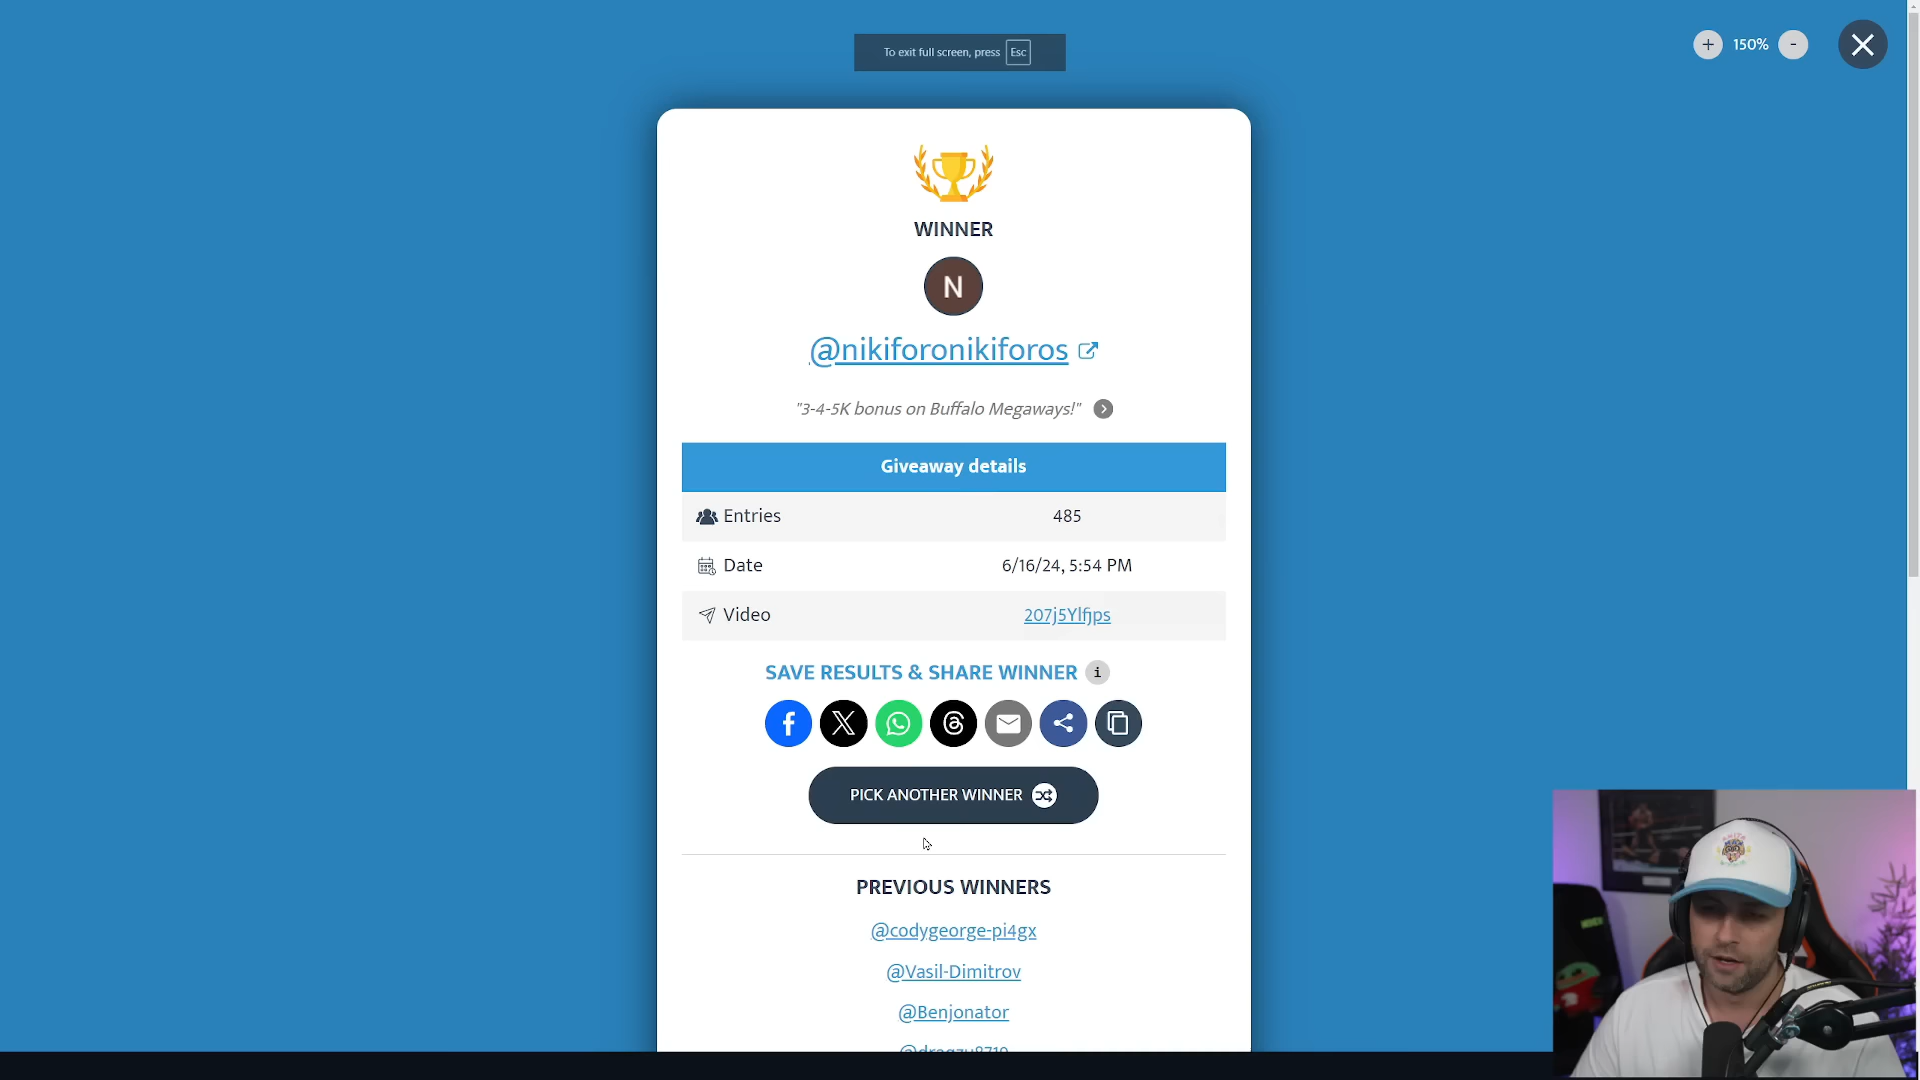 To exit full screen, press Esc
+ 150% -
WINNER
N
@nikiforonikiforos
"3-4-5K bonus on Buffalo Megaways!"
Giveaway details
Entries 485
Date 6/16/24, 5:54 PM
Video 207j5Ylfjps
SAVE RESULTS & SHARE WINNER i
PICK ANOTHER WINNER
PREVIOUS WINNERS
@codygeorge-pi4gx
@Vasil-Dimitrov
@Benjonator